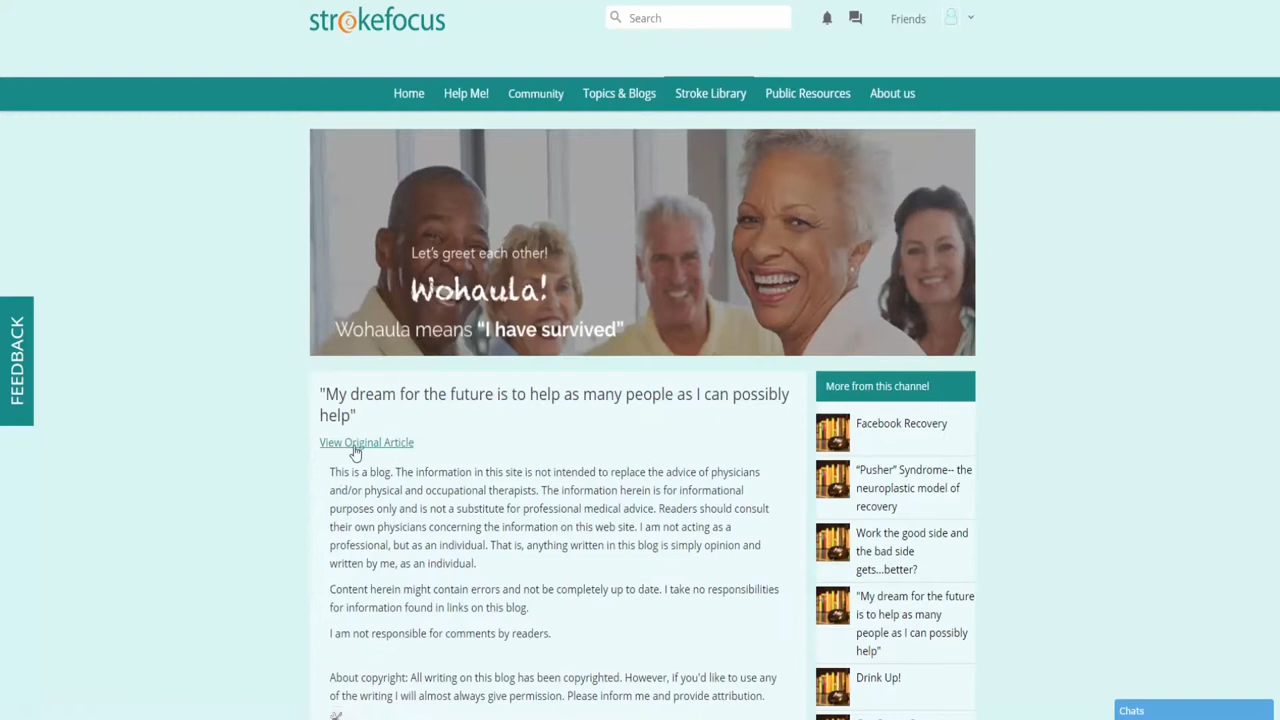 strokefocus
Search
Friends
Home Help Me! Community Topics & Blogs Stroke Library Public Resources About us
Let's greet each other!
Wohaula!
Wohaula means "I have survived"
FEEDBACK
"My dream for the future is to help as many people as I can possibly
help"
View Original Article
This is a blog. The information in this site is not intended to replace the advice of physicians
and/or physical and occupational therapists. The information herein is for informational
purposes only and is not a substitute for professional medical advice. Readers should consult
their own physicians concerning the information on this web site. I am not acting as a
professional, but as an individual. That is, anything written in this blog is simply opinion and
written by me, as an individual.
Content herein might contain errors and not be completely up to date. I take no responsibilities
for information found in links on this blog.
I am not responsible for comments by readers.
About copyright: All writing on this blog has been copyrighted. However, if you'd like to use any
of the writing I will almost always give permission. Please inform me and provide attribution.
More from this channel
Facebook Recovery
“Pusher” Syndrome-- the
neuroplastic model of
recovery
Work the good side and
the bad side
gets...better?
"My dream for the future
is to help as many
people as I can possibly
help"
Drink Up!
Chats